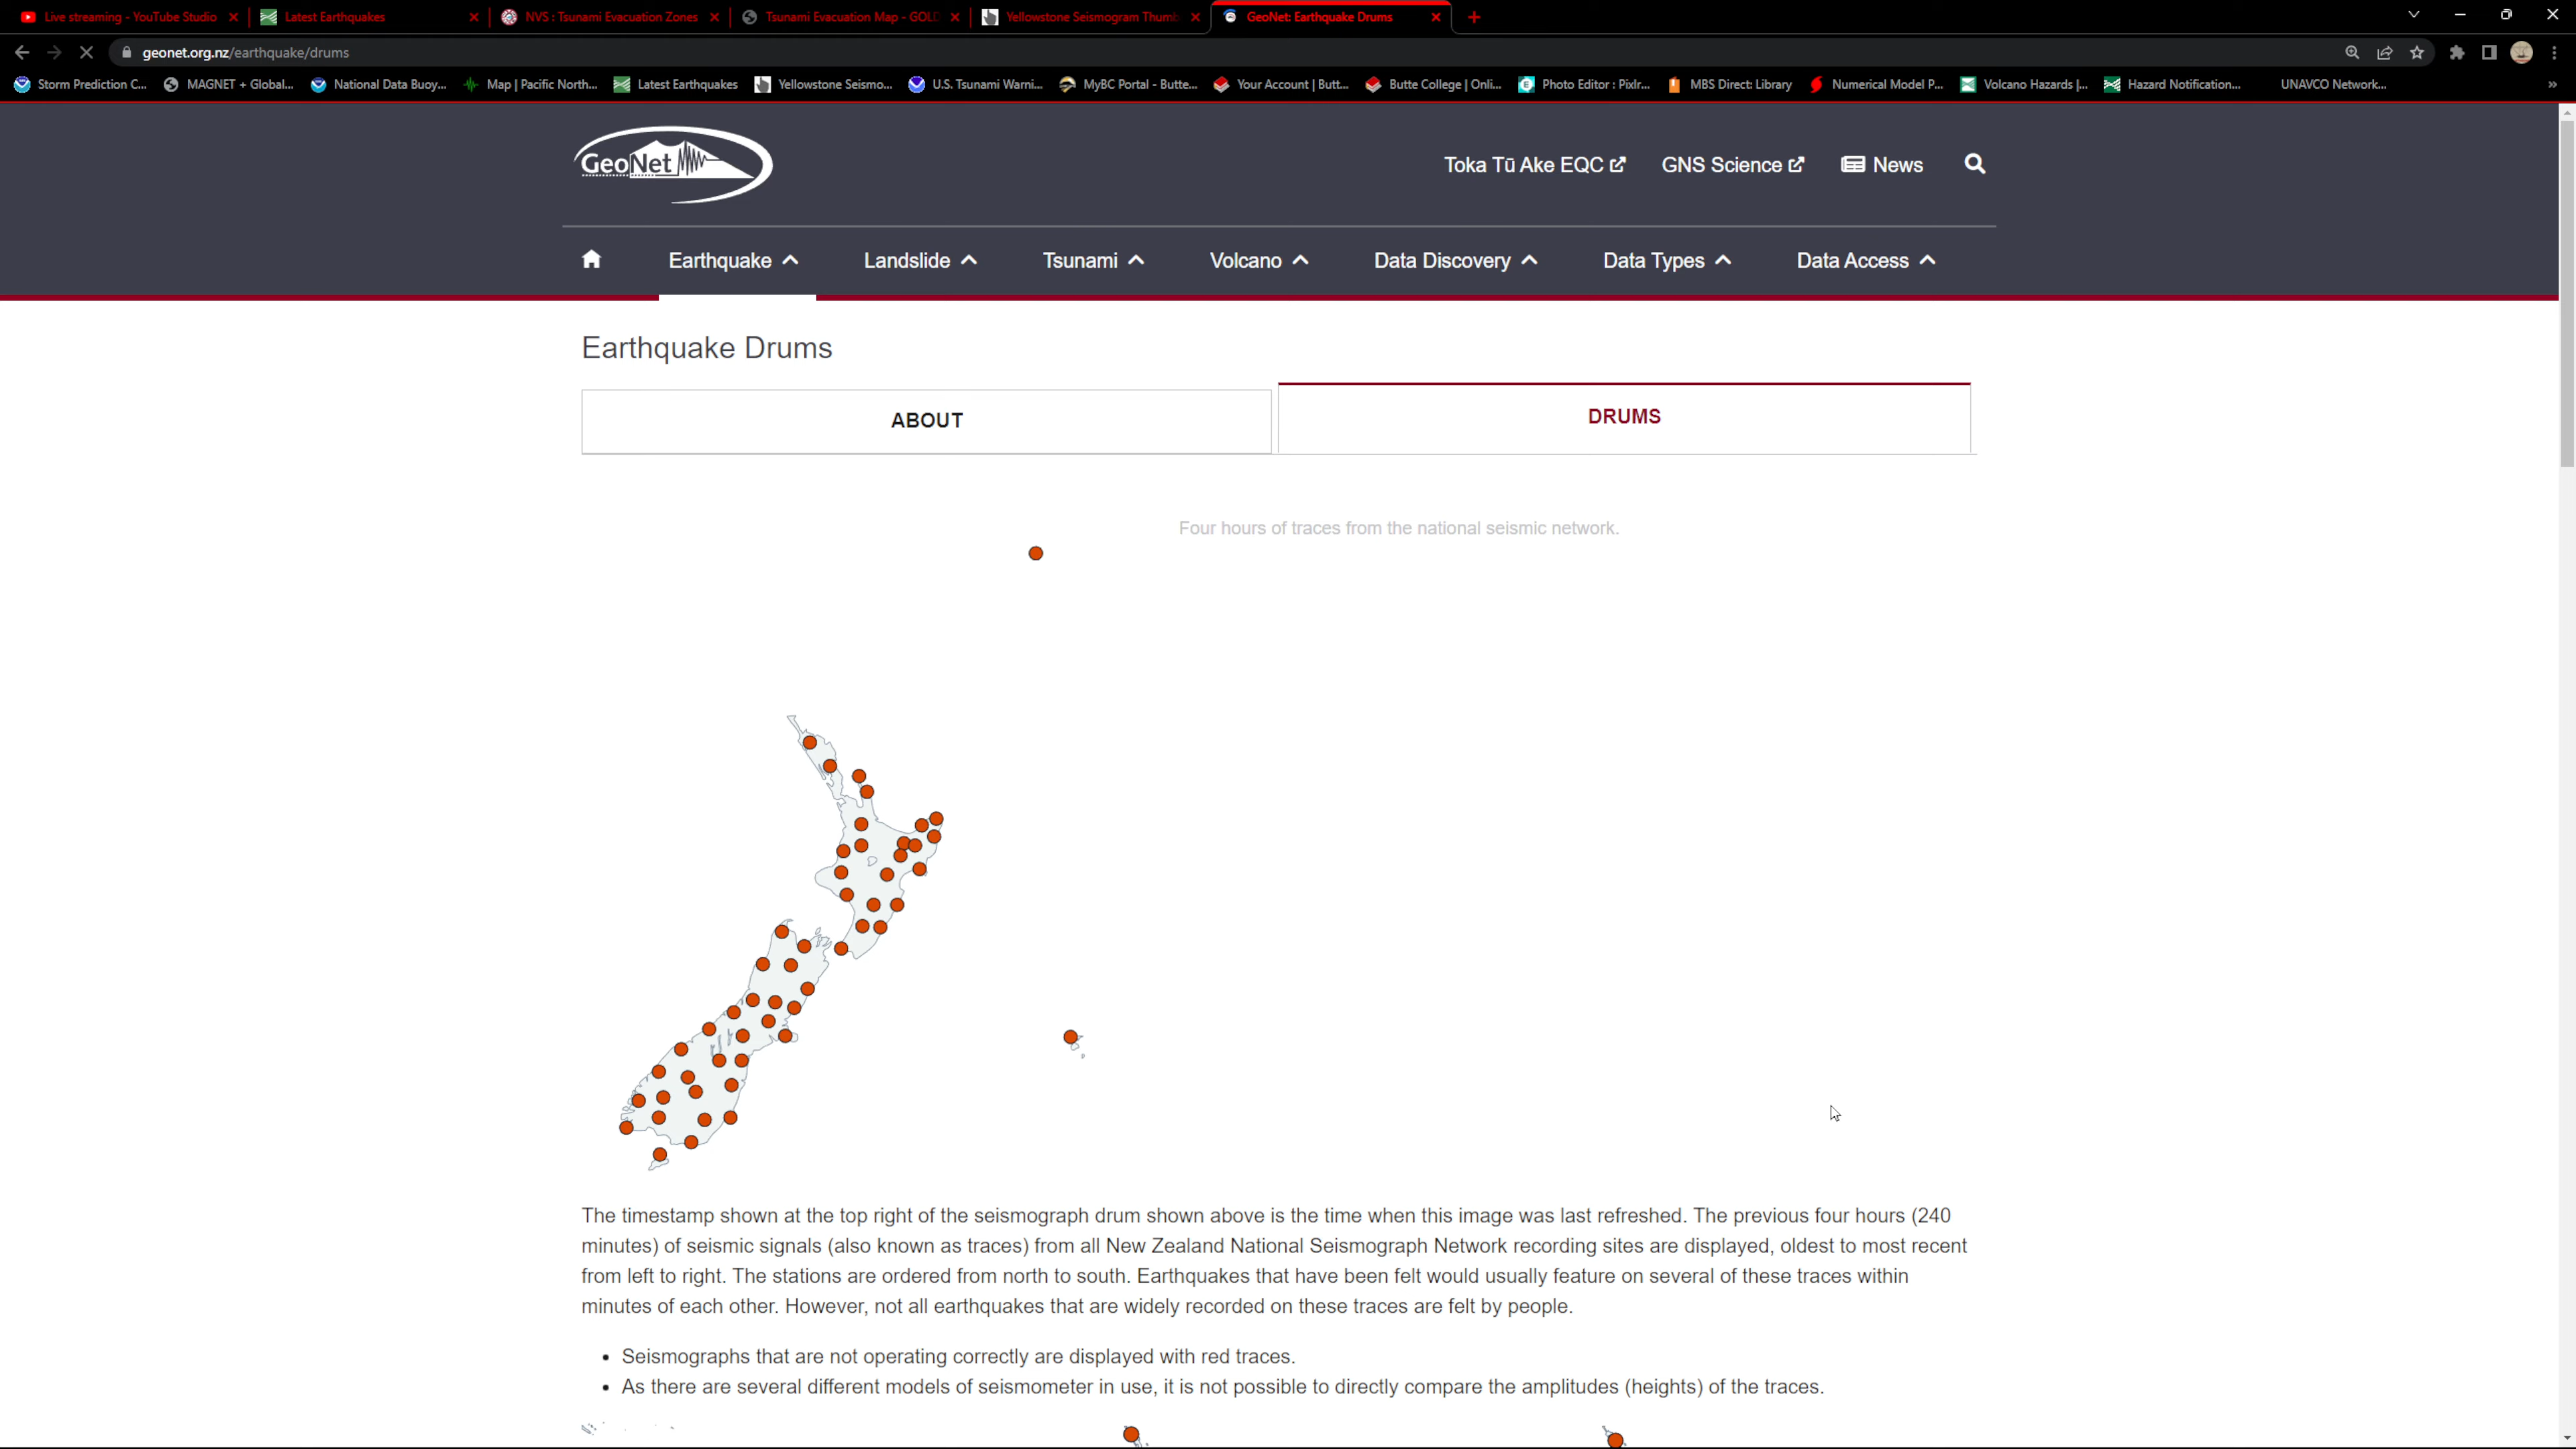 Live streaming - YouTube Studio
Latest Earthquakes
NVS : Tsunami Evacuation Zones
Tsunami Evacuation Map - GOLD
Yellowstone Seismogram Thumb
GeoNet: Earthquake Drums
geonet.org.nz/earthquake/drums
Storm Prediction C... MAGNET + Global... National Data Buoy... Map | Pacific North... Latest Earthquakes Yellowstone Seismo... U.S. Tsunami Warni... MyBC Portal - Butte... Your Account | Butt... Butte College | Onli... Photo Editor : Pixlr... MBS Direct: Library Numerical Model P... Volcano Hazards |... Hazard Notification... UNAVCO Network...
GeoNet
Toka Tū Ake EQC GNS Science News
Earthquake Landslide Tsunami Volcano Data Discovery Data Types Data Access
Earthquake Drums
ABOUT
DRUMS
Four hours of traces from the national seismic network.
The timestamp shown at the top right of the seismograph drum shown above is the time when this image was last refreshed. The previous four hours (240
minutes) of seismic signals (also known as traces) from all New Zealand National Seismograph Network recording sites are displayed, oldest to most recent
from left to right. The stations are ordered from north to south. Earthquakes that have been felt would usually feature on several of these traces within
minutes of each other. However, not all earthquakes that are widely recorded on these traces are felt by people.
• Seismographs that are not operating correctly are displayed with red traces.
• As there are several different models of seismometer in use, it is not possible to directly compare the amplitudes (heights) of the traces.